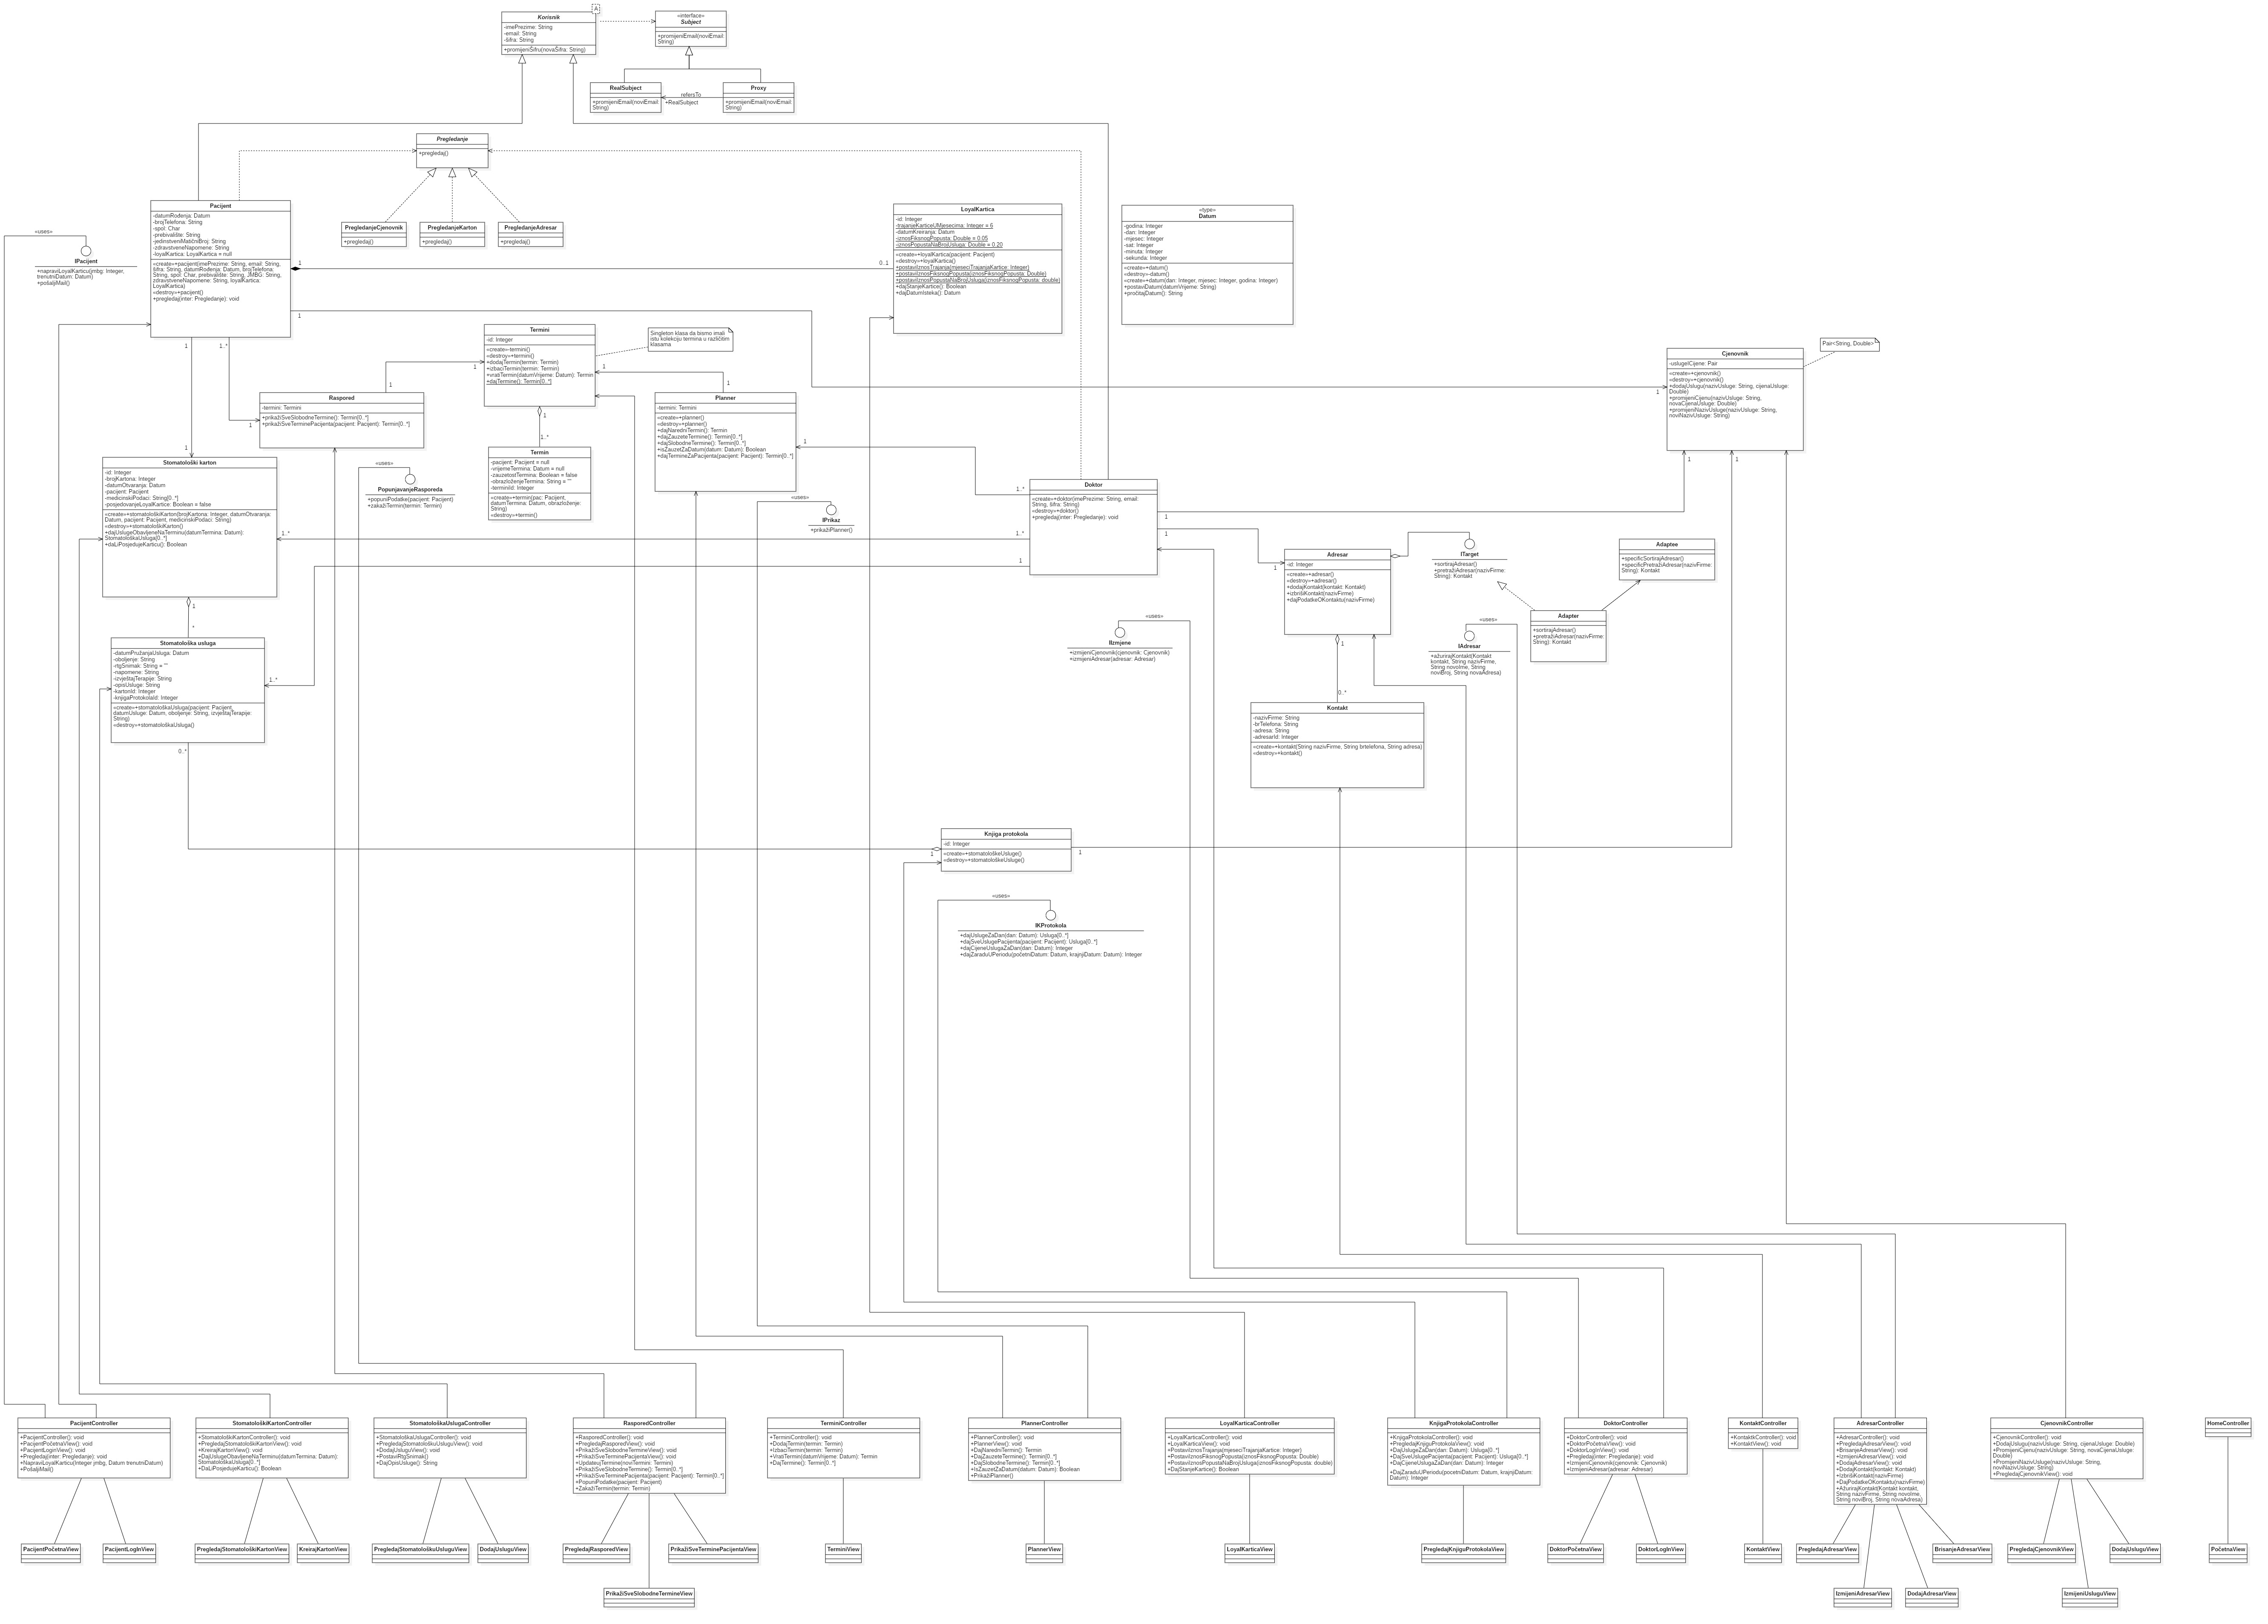 Korisnik
A
-imePrezime: String
-email: String
-šifra: String
+promijeniŠifru(novaŠifra: String)
«interface»
Subject
+promijeniEmail(noviEmail:
String)
RealSubject
+promijeniEmail(noviEmail:
String)
refersTo
+RealSubject
Proxy
+promijeniEmail(noviEmail:
String)
Pregledanje
+pregledaj()
PregledanjeCjenovnik
+pregledaj()
PregledanjeKarton
+pregledaj()
PregledanjeAdresar
+pregledaj()
Pacijent
-datumRođenja: Datum
-brojTelefona: String
-spol: Char
-prebivalište: String
-jedinstveniMatičniBroj: String
-zdravstveneNapomene: String
-loyalKartica: LoyalKartica = null
«create»+pacijent(imePrezime: String, email: String,
šifra: String, datumRođenja: Datum, brojTelefona:
String, spol: Char, prebivalište: String, JMBG: String,
zdravstveneNapomene: String, loyalKartica:
LoyalKartica)
«destroy»+pacijent()
+pregledaj(inter: Pregledanje): void
«uses»
IPacijent
+napraviLoyalKarticu(jmbg: Integer,
trenutniDatum: Datum)
+pošaljiMail()
1
0..1
1
1
1..*
LoyalKartica
-id: Integer
-trajanjeKarticeUMjesecima: Integer = 6
-datumKreiranja: Datum
-iznosFiksnogPopusta: Double = 0.05
-iznosPopustaNaBrojUsluga: Double = 0.20
«create»+loyalKartica(pacijent: Pacijent)
«destroy»+loyalKartica()
+postaviIznosTrajanja(mjeseciTrajanjaKartice: Integer)
+postaviIznosFiksnogPopusta(iznosFiksnogPopusta: Double)
+postaviIznosPopustaNaBrojUsluga(iznosFiksnogPopusta: double)
+dajStanjeKartice(): Boolean
+dajDatumIsteka(): Datum
«type»
Datum
-godina: Integer
-dan: Integer
-mjesec: Integer
-sat: Integer
-minuta: Integer
-sekunda: Integer
«create»+datum()
«destroy»-datum()
«create»+datum(dan: Integer, mjesec: Integer, godina: Integer)
+postaviDatum(datumVrijeme: String)
+pročitajDatum(): String
Termini
-id: Integer
«create»-termini()
«destroy»+termini()
+dodajTermin(termin: Termin)
+izbaciTermin(termin: Termin)
+vratiTermin(datumVrijeme: Datum): Termin
+dajTermine(): Termin[0..*]
Singleton klasa da bismo imali
istu kolekciju termina u različitim
klasama
1
1
1
1
1
1..*
Pair<String, Double>
Cjenovnik
-uslugeICijene: Pair
«create»+cjenovnik()
«destroy»+cjenovnik()
+dodajUslugu(nazivUsluge: String, cijenaUsluge:
Double)
+promjeniCijenu(nazivUsluge: String,
novaCijenaUsluge: Double)
+promjeniNazivUsluge(nazivUsluge: String,
noviNazivUsluge: String)
1
1
1
Raspored
-termini: Termini
+prikažiSveSlobodneTermine(): Termin[0..*]
+prikažiSveTerminePacijenta(pacijent: Pacijent): Termin[0..*]
1
1
Planner
-termini: Termini
«create»+planner()
«destroy»+planner()
+dajNaredniTermin(): Termin
+dajZauzeteTermine(): Termin[0..*]
+dajSlobodneTermine(): Termin[0..*]
+isZauzetZaDatum(datum: Datum): Boolean
+dajTermineZaPacijenta(pacijent: Pacijent): Termin[0..*]
1
Termin
-pacijent: Pacijent = null
-vrijemeTermina: Datum = null
-zauzetostTermina: Boolean = false
-obrazloženjeTermina: String = ""
-terminiId: Integer
«create»+termin(pac: Pacijent,
datumTermina: Datum, obrazloženje:
String)
«destroy»+termin()
Stomatološki karton
-id: Integer
-brojKartona: Integer
-datumOtvaranja: Datum
-pacijent: Pacijent
-medicinskiPodaci: String[0..*]
-posjedovanjeLoyalKartice: Boolean = false
«create»+stomatološkiKarton(brojKartona: Integer, datumOtvaranja:
Datum, pacijent: Pacijent, medicinskiPodaci: String)
«destroy»+stomatološkiKarton()
+dajUslugeObavljeneNaTerminu(datumTermina: Datum):
StomatološkaUsluga[0..*]
+daLiPosjedujeKarticu(): Boolean
1..*
1
*
«uses»
PopunjavanjeRasporeda
+popuniPodatke(pacijent: Pacijent)
+zakažiTermin(termin: Termin)
«uses»
IPrikaz
+prikažiPlanner()
Doktor
«create»+doktor(imePrezime: String, email:
String, šifra: String)
«destroy»+doktor()
+pregledaj(inter: Pregledanje): void
1..*
1..*
1
1
1
1
Adresar
-id: Integer
«create»+adresar()
«destroy»+adresar()
+dodajKontakt(kontakt: Kontakt)
+izbrišiKontakt(nazivFirme)
+dajPodatkeOKontaktu(nazivFirme)
1
0..*
ITarget
+sortirajAdresar()
+pretražiAdresar(nazivFirme:
String): Kontakt
Adaptee
+specificSortirajAdresar()
+specificPretražiAdresar(nazivFirme:
String): Kontakt
Adapter
+sortirajAdresar()
+pretražiAdresar(nazivFirme:
String): Kontakt
«uses»
IAdresar
+ažurirajKontakt(Kontakt
kontakt, String nazivFirme,
String novoIme, String
noviBroj, String novaAdresa)
«uses»
IIzmjene
+izmijeniCjenovnik(cjenovnik: Cjenovnik)
+izmijeniAdresar(adresar: Adresar)
Stomatološka usluga
-datumPružanjaUsluga: Datum
-oboljenje: String
-rtgSnimak: String = ""
-napomene: String
-izvještajTerapije: String
-opisUsluge: String
-kartonId: Integer
-knjigaProtokolaId: Integer
«create»+stomatološkaUsluga(pacijent: Pacijent,
datumUsluge: Datum, oboljenje: String, izvještajTerapije:
String)
«destroy»+stomatološkaUsluga()
1..*
0..*
Kontakt
-nazivFirme: String
-brTelefona: String
-adresa: String
-adresarId: Integer
«create»+kontakt(String nazivFirme, String brtelefona, String adresa)
«destroy»+kontakt()
Knjiga protokola
-id: Integer
«create»+stomatološkeUsluge()
«destroy»+stomatološkeUsluge()
1
1
«uses»
IKProtokola
+dajUslugeZaDan(dan: Datum): Usluga[0..*]
+dajSveUslugePacijenta(pacijent: Pacijent): Usluga[0..*]
+dajCijeneUslugaZaDan(dan: Datum): Integer
+dajZaraduUPeriodu(početniDatum: Datum, krajnjiDatum: Datum): Integer
PacijentController
+PacijentController(): void
+PacijentPočetnaView(): void
+PacijentLoginView(): void
+Pregledaj(inter: Pregledanje): void
+NapraviLoyalKarticu(Integer jmbg, Datum trenutniDatum)
+PošaljiMail()
StomatološkiKartonController
+StomatološkiKartonController(): void
+PregledajStomatološkiKartonView(): void
+KreirajKartonView(): void
+DajUslugeObavljeneNaTerminu(datumTermina: Datum):
StomatološkaUsluga[0..*]
+DaLiPosjedujeKarticu(): Boolean
StomatološkaUslugaController
+StomatološkaUslugaController(): void
+PregledajStomatološkuUsluguView(): void
+DodajUsluguView(): void
+PostaviRtgSnimak()
+DajOpisUsluge(): String
RasporedController
+RasporedController(): void
+PregledajRasporedView(): void
+PrikažiSveSlobodneTermineView(): void
+PrikažiSveTerminePacijentaView(): void
+UpdateujTermine(noviTermin: Termin)
+PrikažiSveSlobodneTermine(): Termin[0..*]
+PrikažiSveTerminePacijenta(pacijent: Pacijent): Termin[0..*]
+PopuniPodatke(pacijent: Pacijent)
+ZakažiTermin(termin: Termin)
TerminiController
+TerminiController(): void
+DodajTermin(termin: Termin)
+IzbaciTermin(termin: Termin)
+VratiTermin(datumVrijeme: Datum): Termin
+DajTermine(): Termin[0..*]
PlannerController
+PlannerController(): void
+PlannerView(): void
+DajNaredniTermin(): Termin
+DajZauzeteTermine(): Termin[0..*]
+DajSlobodneTermine(): Termin[0..*]
+IsZauzetZaDatum(datum: Datum): Boolean
+PrikažiPlanner()
LoyalKarticaController
+LoyalKarticaController(): void
+LoyalKarticaView(): void
+PostaviIznosTrajanja(mjeseciTrajanjaKartice: Integer)
+PostaviIznosFiksnogPopusta(iznosFiksnogPopusta: Double)
+PostaviIznosPopustaNaBrojUsluga(iznosFiksnogPopusta: double)
+DajStanjeKartice(): Boolean
KnjigaProtokolaController
+KnjigaProtokolaController(): void
+PregledajKnjiguProtokolaView(): void
+DajUslugeZaDan(dan: Datum): Usluga[0..*]
+DajSveUslugePacijenta(pacijent: Pacijent): Usluga[0..*]
+DajCijeneUslugaZaDan(dan: Datum): Integer
+DajZaraduUPeriodu(pocetniDatum: Datum, krajnjiDatum:
Datum): Integer
DoktorController
+DoktorController(): void
+DoktorPočetnaView(): void
+DoktorLogInView(): void
+Pregledaj(inter: Pregledanje): void
+IzmijeniCjenovnik(cjenovnik: Cjenovnik)
+IzmijeniAdresar(adresar: Adresar)
KontaktController
+KontaktkController(): void
+KontaktView(): void
AdresarController
+AdresarController(): void
+PregledajAdresarView(): void
+BrisanjeAdresarView(): void
+IzmijeniAdresarView(): void
+DodajAdresarView(): void
+DodajKontakt(kontakt: Kontakt)
+IzbrišiKontakt(nazivFirme)
+DajPodatkeOKontaktu(nazivFirme)
+AžurirajKontakt(Kontakt kontakt,
String nazivFirme, String novoIme,
String noviBroj, String novaAdresa)
CjenovnikController
+CjenovnikController(): void
+DodajUslugu(nazivUsluge: String, cijenaUsluge: Double)
+PromjeniCijenu(nazivUsluge: String, novaCijenaUsluge:
Double)
+PromjeniNazivUsluge(nazivUsluge: String,
noviNazivUsluge: String)
+PregledajCjenovnikView(): void
HomeController
PacijentPočetnaView
PacijentLogInView
PregledajStomatološkiKartonView
KreirajKartonView
PregledajStomatološkuUsluguView
DodajUsluguView
PregledajRasporedView
PrikažiSveTerminePacijentaView
TerminiView
PlannerView
LoyalKarticaView
PregledajKnjiguProtokolaView
DoktorPočetnaView
DoktorLogInView
KontaktView
PregledajAdresarView
BrisanjeAdresarView
PregledajCjenovnikView
DodajUsluguView
PočetnaView
PrikažiSveSlobodneTermineView
IzmijeniAdresarView
DodajAdresarView
IzmijeniUsluguView